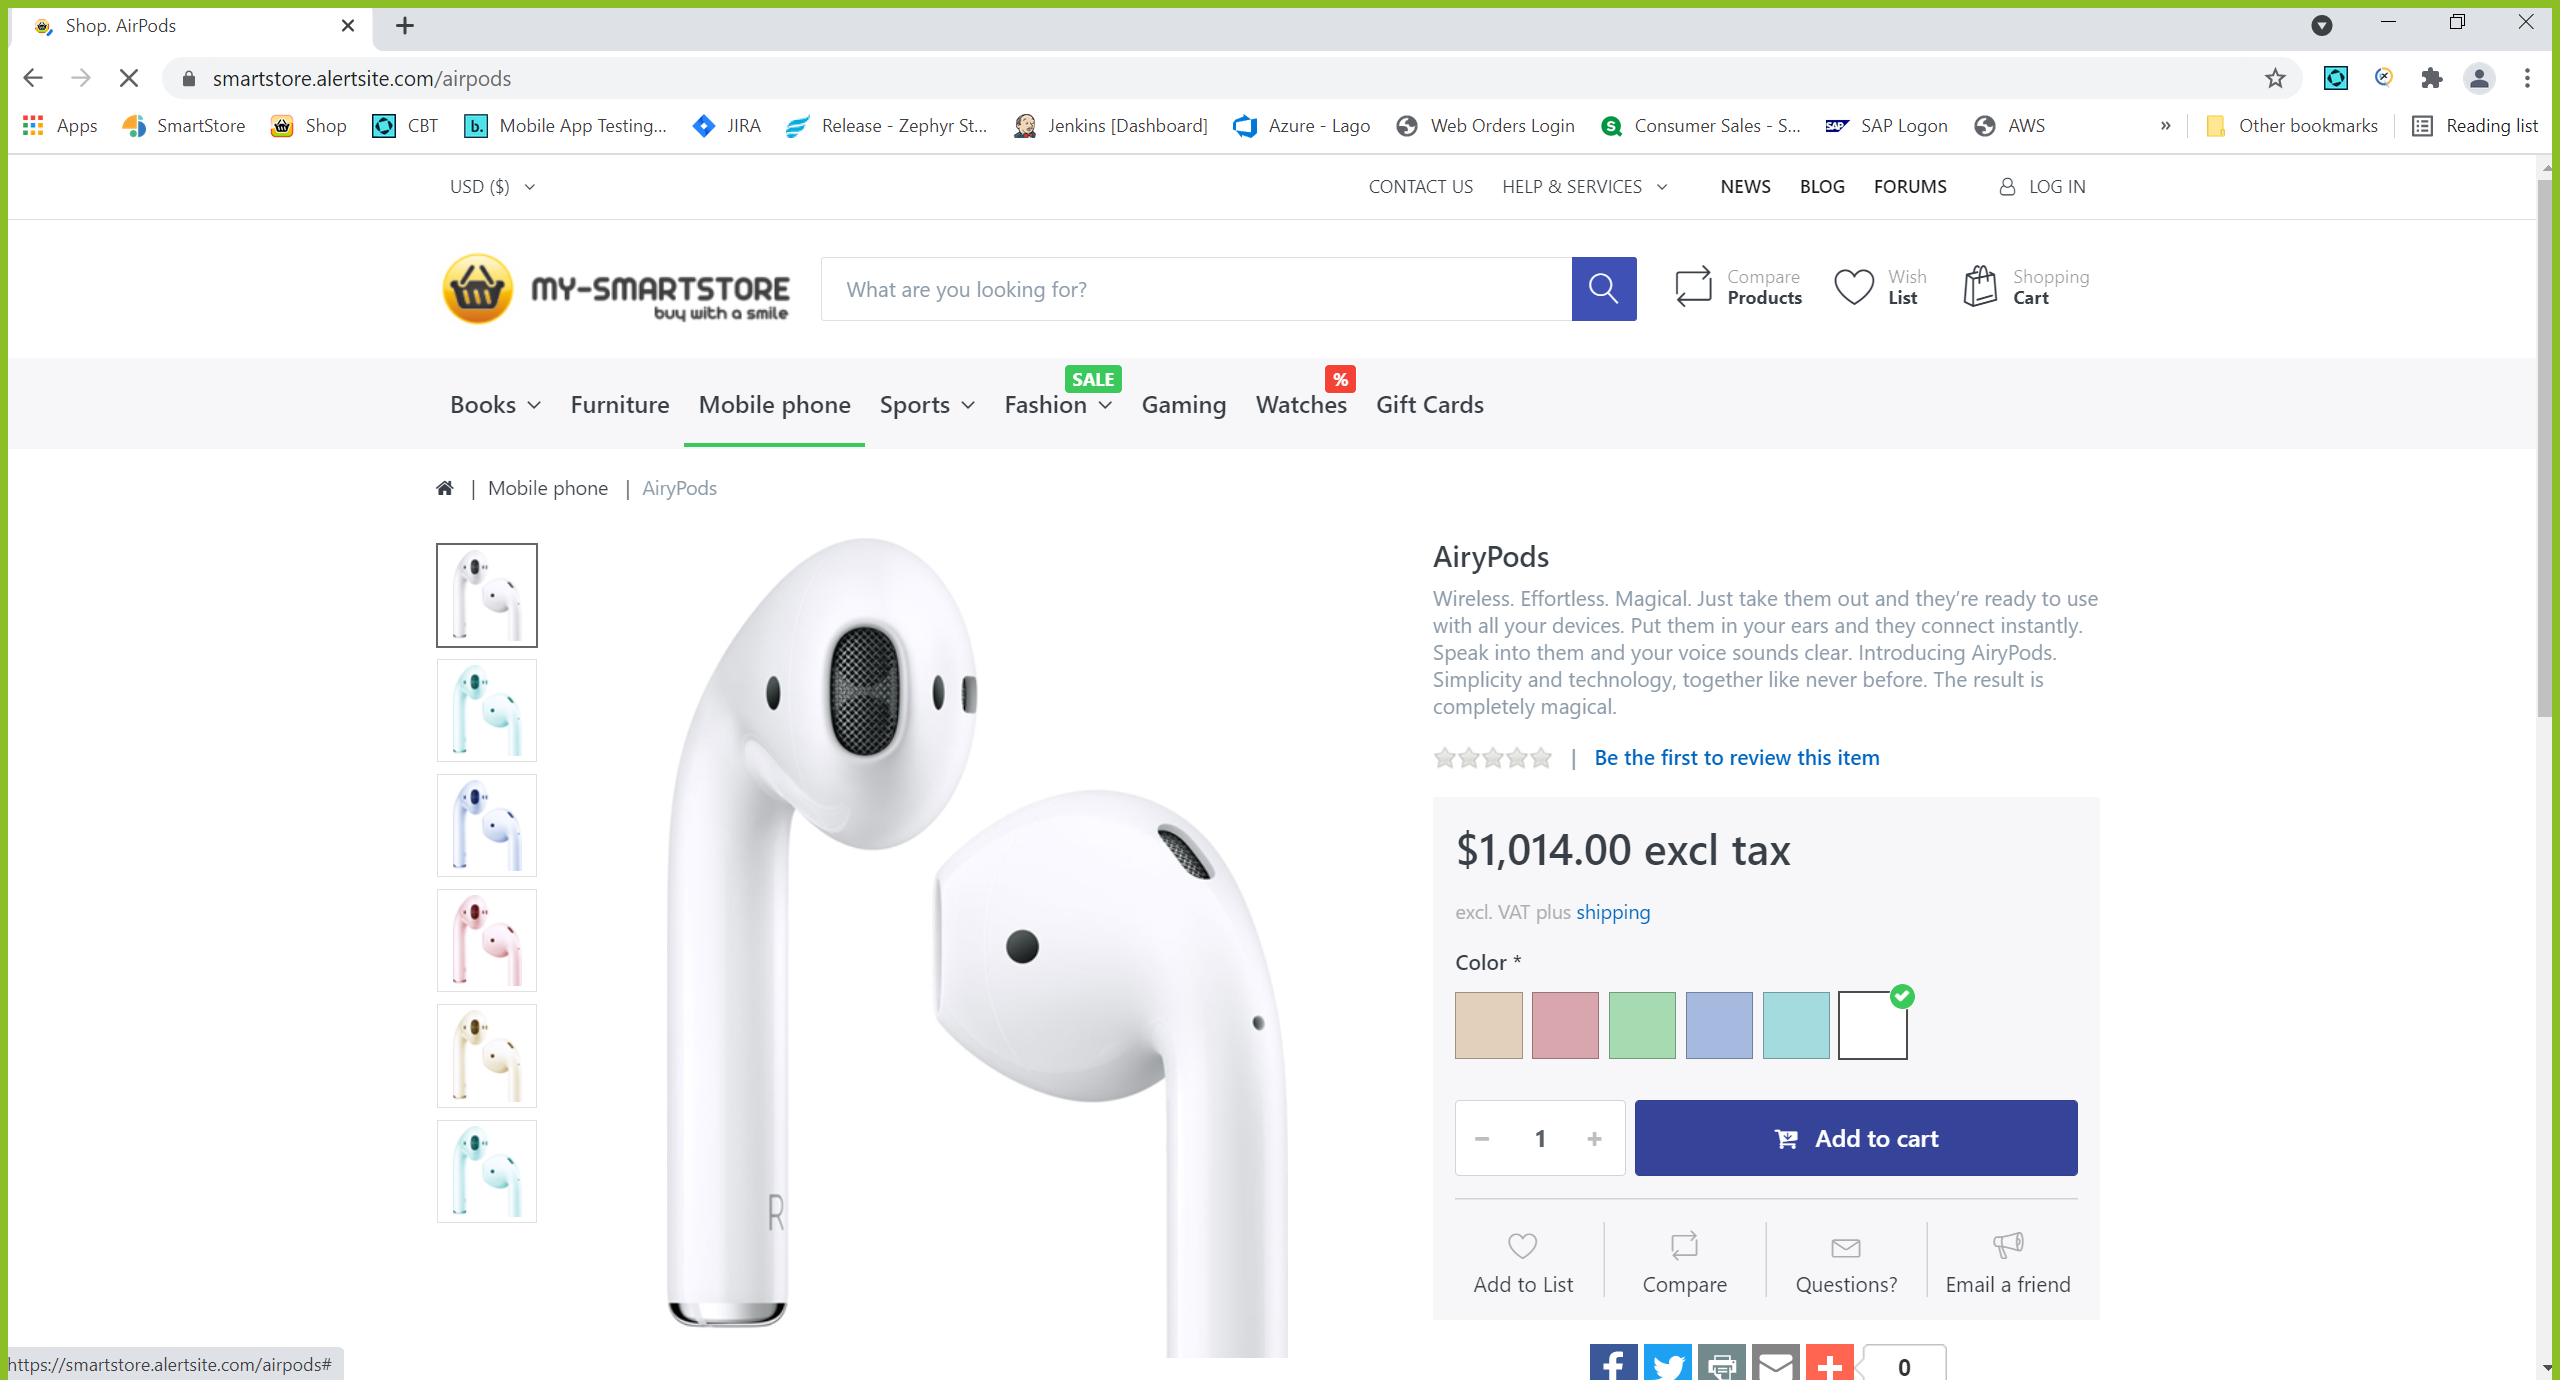 Shop. AirPods
smartstore.alertsite.com/airpods
Apps SmartStore Shop CBT b. Mobile App Testing... JIRA Release - Zephyr St... Jenkins [Dashboard] Azure - Lago Web Orders Login S Consumer Sales - S... SAP SAP Logon AWS » Other bookmarks Reading list
USD ($) CONTACT US HELP & SERVICES NEWS BLOG FORUMS LOG IN
MY-SMARTSTORE
buy with a smile
What are you looking for?
Compare
Products
Wish
List
Shopping
Cart
SALE %
Books Furniture Mobile phone Sports Fashion Gaming Watches Gift Cards
| Mobile phone | AiryPods
AiryPods
Wireless. Effortless. Magical. Just take them out and they’re ready to use
with all your devices. Put them in your ears and they connect instantly.
Speak into them and your voice sounds clear. Introducing AiryPods.
Simplicity and technology, together like never before. The result is
completely magical.
| Be the first to review this item
$1,014.00 excl tax
excl. VAT plus shipping
Color *
− 1 + Add to cart
R
Add to List Compare Questions? Email a friend
https://smartstore.alertsite.com/airpods#
0